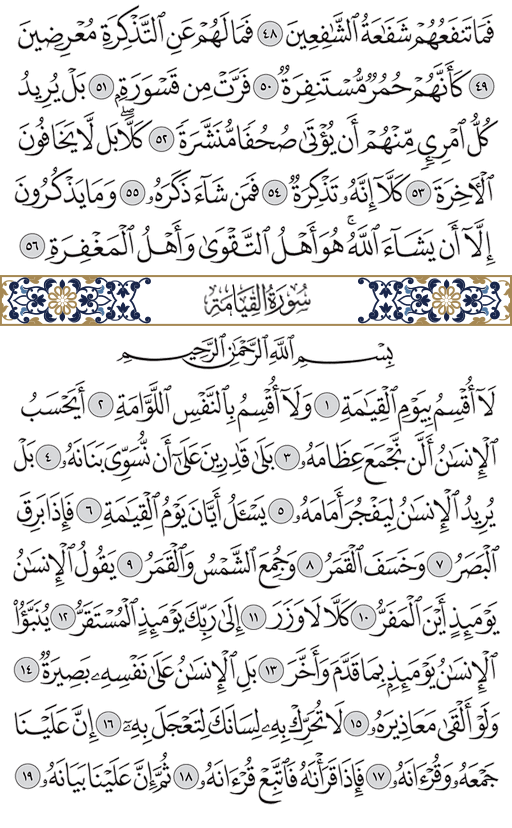 فَمَا تَنفَعُهُمْ شَفَٰعَةُ ٱلشَّٰفِعِينَ ٤٨ فَمَا لَهُمْ عَنِ ٱلتَّذْكِرَةِ مُعْرِضِينَ
٤٩ كَأَنَّهُمْ حُمُرٌ مُّسْتَنفِرَةٌ ٥٠ فَرَّتْ مِن قَسْوَرَةٍۭ ٥١ بَلْ يُرِيدُ
كُلُّ ٱمْرِئٍ مِّنْهُمْ أَن يُؤْتَىٰ صُحُفًا مُّنَشَّرَةً ٥٢ كَلَّاۖ بَل لَّا يَخَافُونَ
ٱلْأَخِرَةَ ٥٣ كَلَّآ إِنَّهُۥ تَذْكِرَةٌ ٥٤ فَمَن شَآءَ ذَكَرَهُۥ ٥٥ وَمَا يَذْكُرُونَ
إِلَّآ أَن يَشَآءَ ٱللَّهُۚ هُوَ أَهْلُ ٱلتَّقْوَىٰ وَأَهْلُ ٱلْمَغْفِرَةِ ٥٦
سُورَةُ القِيَامَةِ
بِسْمِ ٱللَّهِ ٱلرَّحْمَٰنِ ٱلرَّحِيمِ
لَآ أُقْسِمُ بِيَوْمِ ٱلْقِيَٰمَةِ ١ وَلَآ أُقْسِمُ بِٱلنَّفْسِ ٱللَّوَّامَةِ ٢ أَيَحْسَبُ
ٱلْإِنسَٰنُ أَلَّن نَّجْمَعَ عِظَامَهُۥ ٣ بَلَىٰ قَٰدِرِينَ عَلَىٰٓ أَن نُّسَوِّىَ بَنَانَهُۥ ٤ بَلْ
يُرِيدُ ٱلْإِنسَٰنُ لِيَفْجُرَ أَمَامَهُۥ ٥ يَسْـَٔلُ أَيَّانَ يَوْمُ ٱلْقِيَٰمَةِ ٦ فَإِذَا بَرِقَ
ٱلْبَصَرُ ٧ وَخَسَفَ ٱلْقَمَرُ ٨ وَجُمِعَ ٱلشَّمْسُ وَٱلْقَمَرُ ٩ يَقُولُ ٱلْإِنسَٰنُ
يَوْمَئِذٍ أَيْنَ ٱلْمَفَرُّ ١٠ كَلَّا لَا وَزَرَ ١١ إِلَىٰ رَبِّكَ يَوْمَئِذٍ ٱلْمُسْتَقَرُّ ١٢ يُنَبَّؤُا۟
ٱلْإِنسَٰنُ يَوْمَئِذٍۭ بِمَا قَدَّمَ وَأَخَّرَ ١٣ بَلِ ٱلْإِنسَٰنُ عَلَىٰ نَفْسِهِۦ بَصِيرَةٌ ١٤
وَلَوْ أَلْقَىٰ مَعَاذِيرَهُۥ ١٥ لَا تُحَرِّكْ بِهِۦ لِسَانَكَ لِتَعْجَلَ بِهِۦٓ ١٦ إِنَّ عَلَيْنَا
جَمْعَهُۥ وَقُرْءَانَهُۥ ١٧ فَإِذَا قَرَأْنَٰهُ فَٱتَّبِعْ قُرْءَانَهُۥ ١٨ ثُمَّ إِنَّ عَلَيْنَا بَيَانَهُۥ ١٩